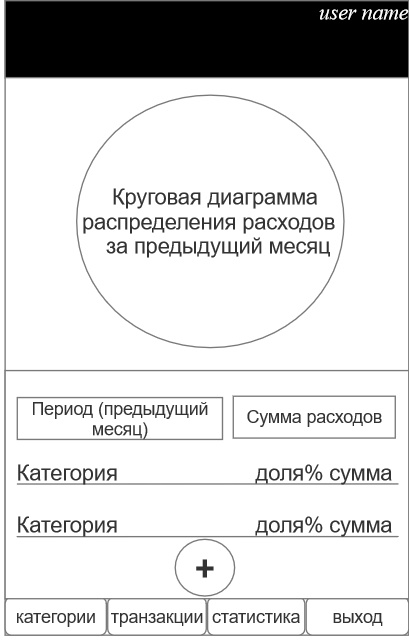 user name
Круговая диаграмма
распределения расходов
за предыдущий месяц
Период (предыдущий
месяц)
Сумма расходов
Категория доля% сумма
Категория доля% сумма
+
категории транзакции статистика выход